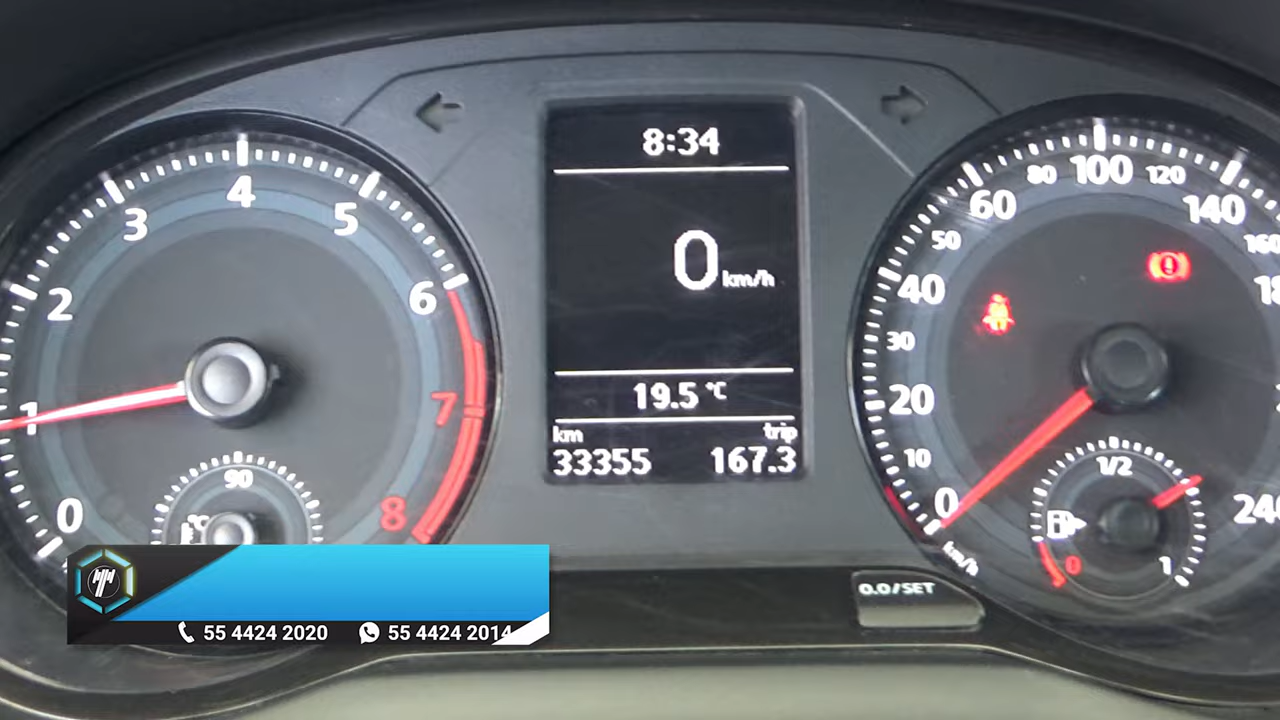 8:34
0 km/h
19.5 °C
km trip
33355 167.3
0 1 2 3 4 5 6 7 8
90
°C
0 10 20 30 40 50 60 80 100 120 140 160
240
km/h
1/2
0 1
0.0/SET
55 4424 2020 55 4424 2014